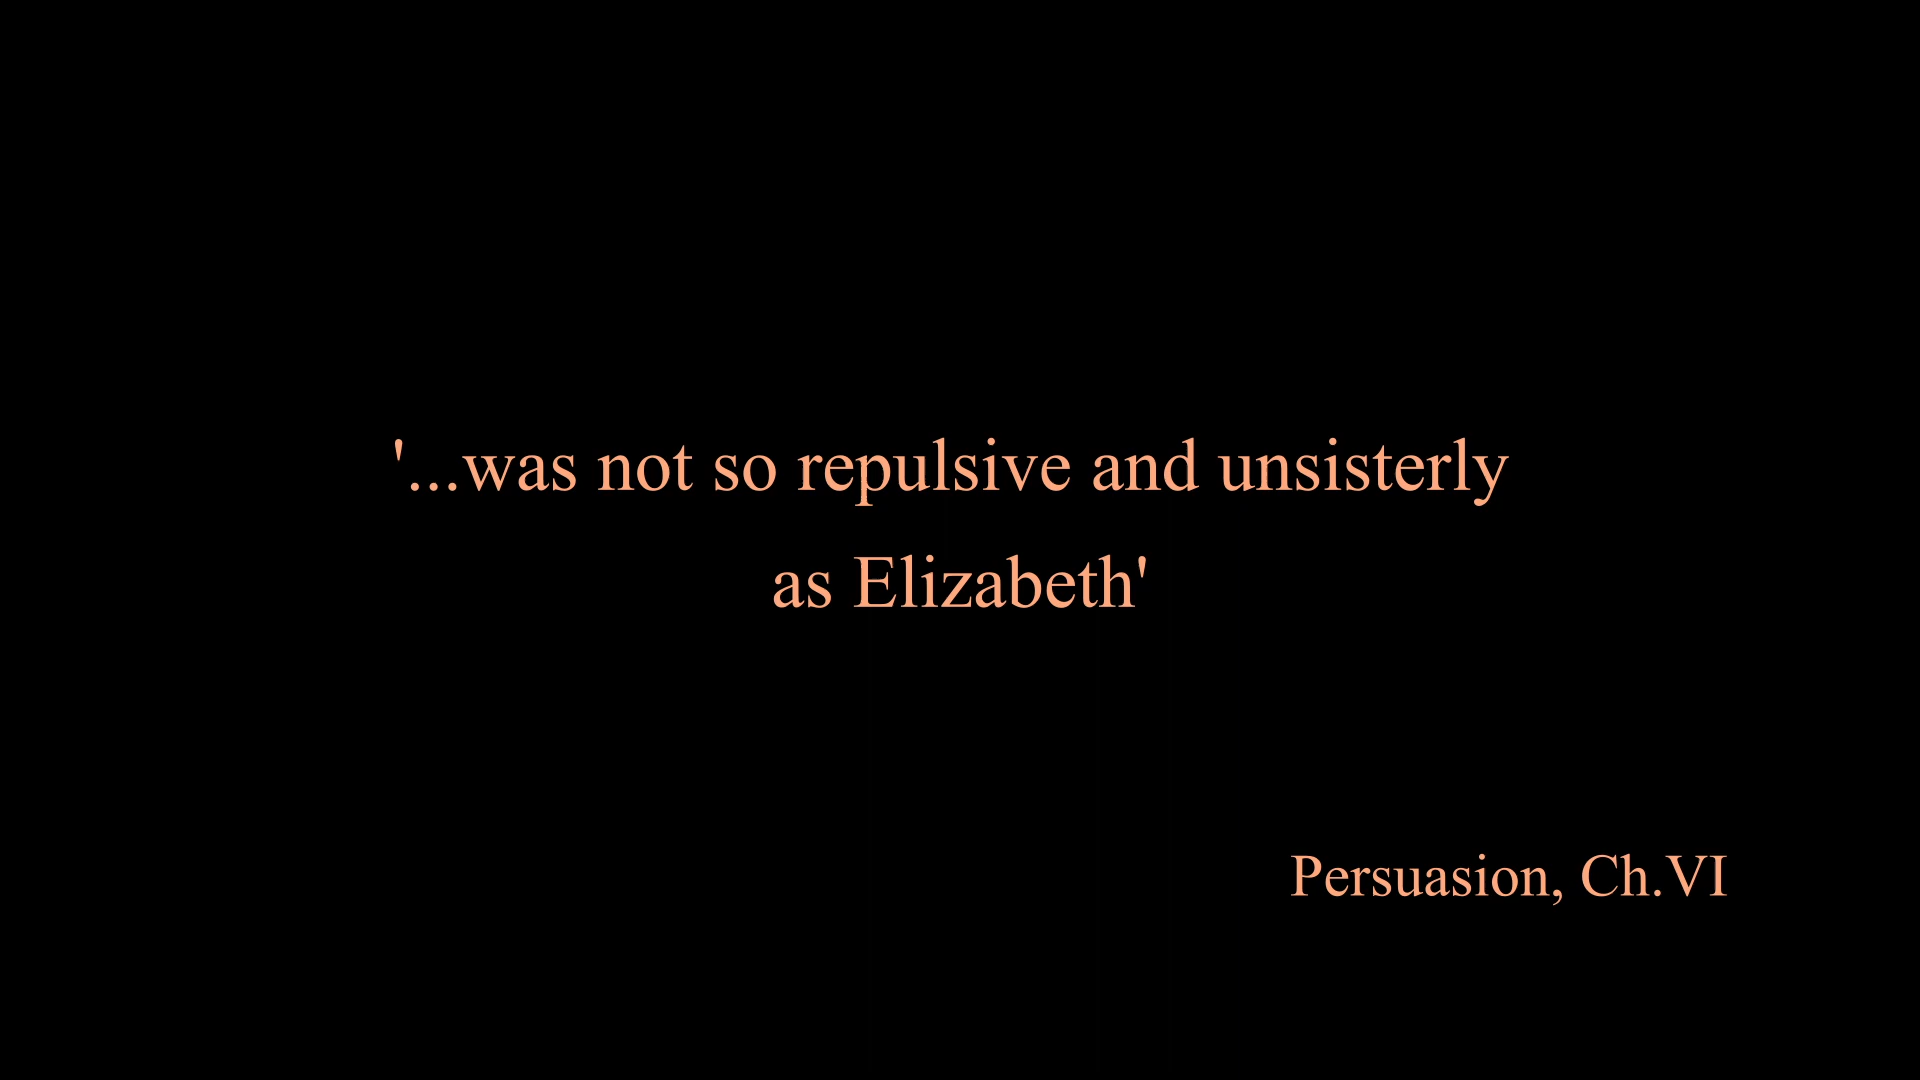 '...was not so repulsive and unsisterly
as Elizabeth'
Persuasion, Ch.VI